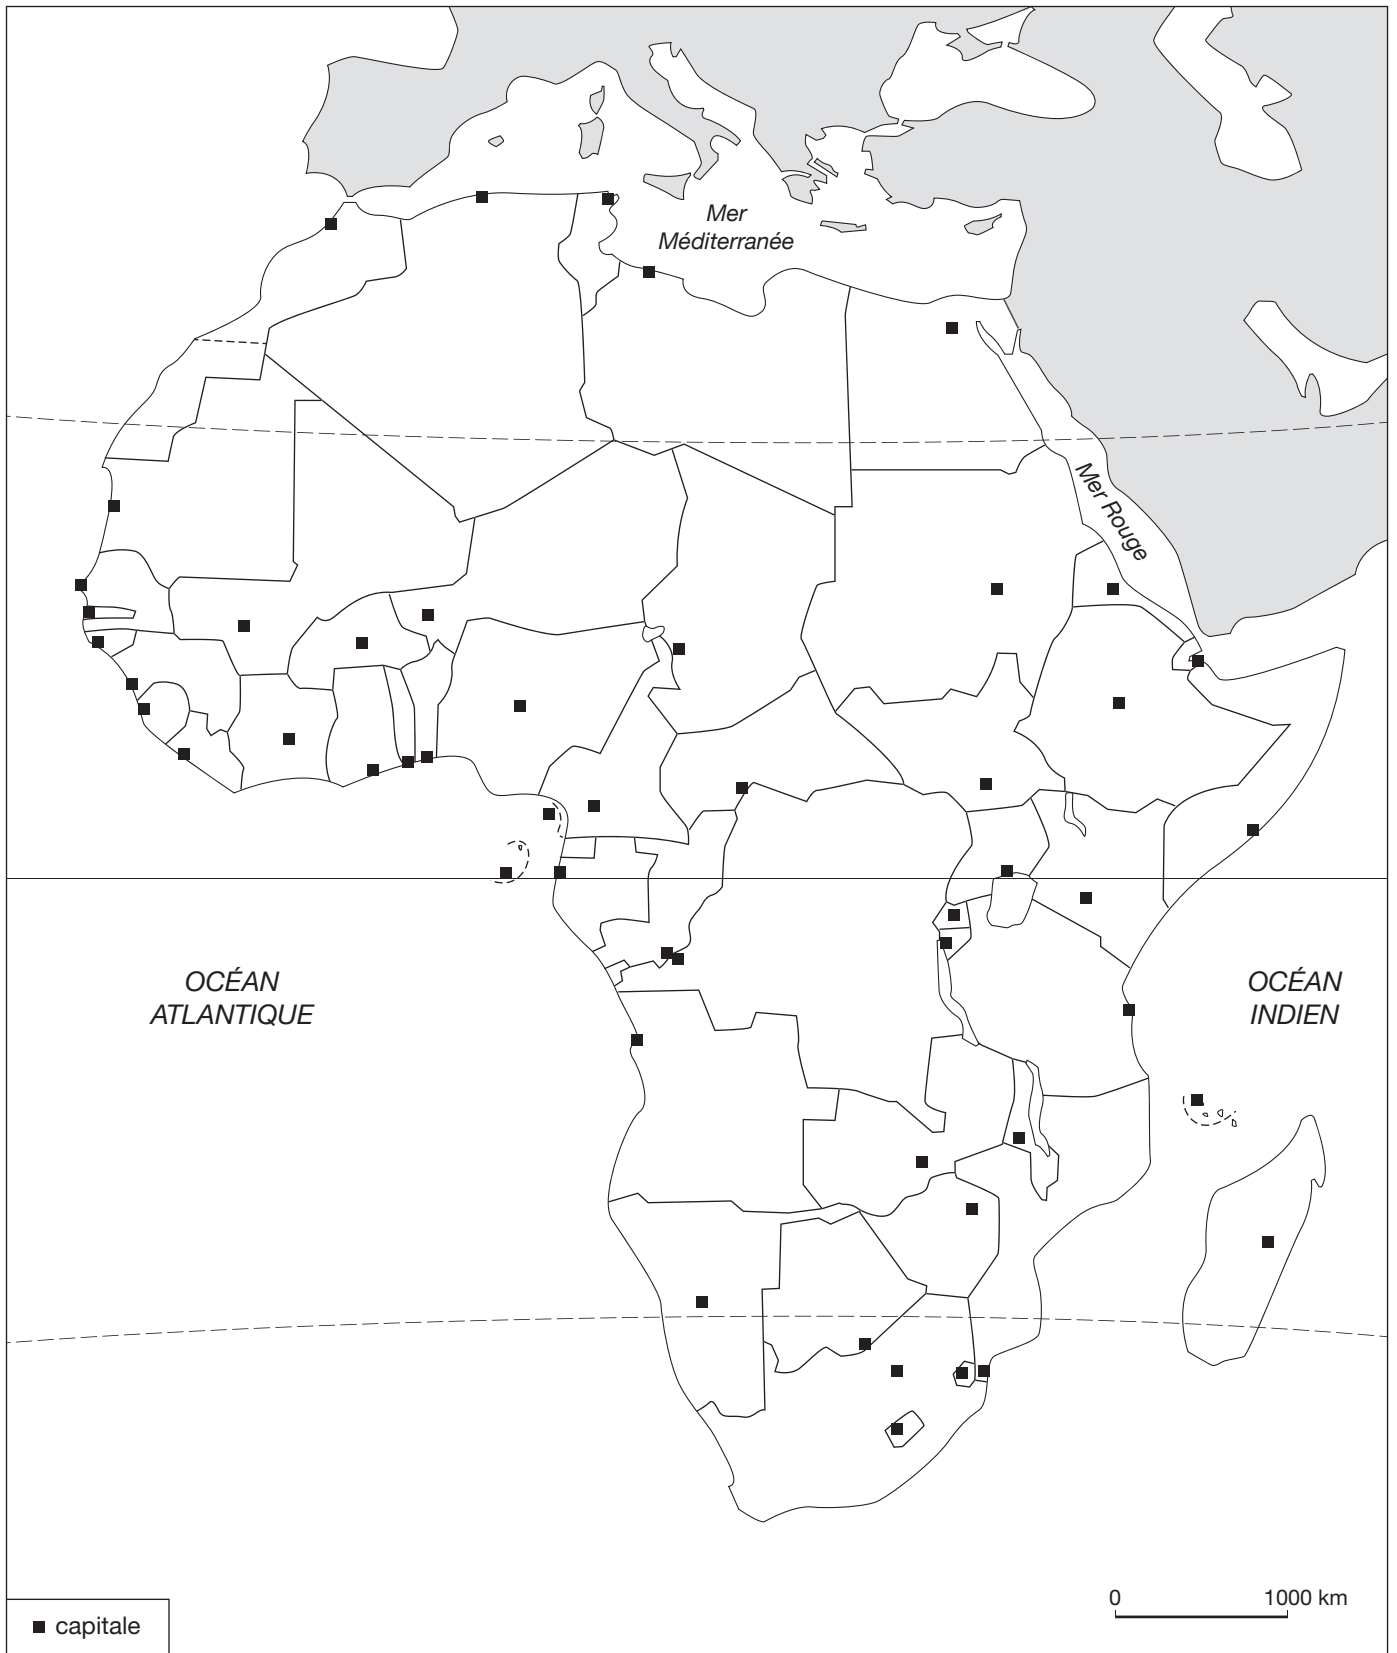 Mer
Méditerranée
Mer Rouge
OCÉAN
ATLANTIQUE
OCÉAN
INDIEN
0 1000 km
capitale